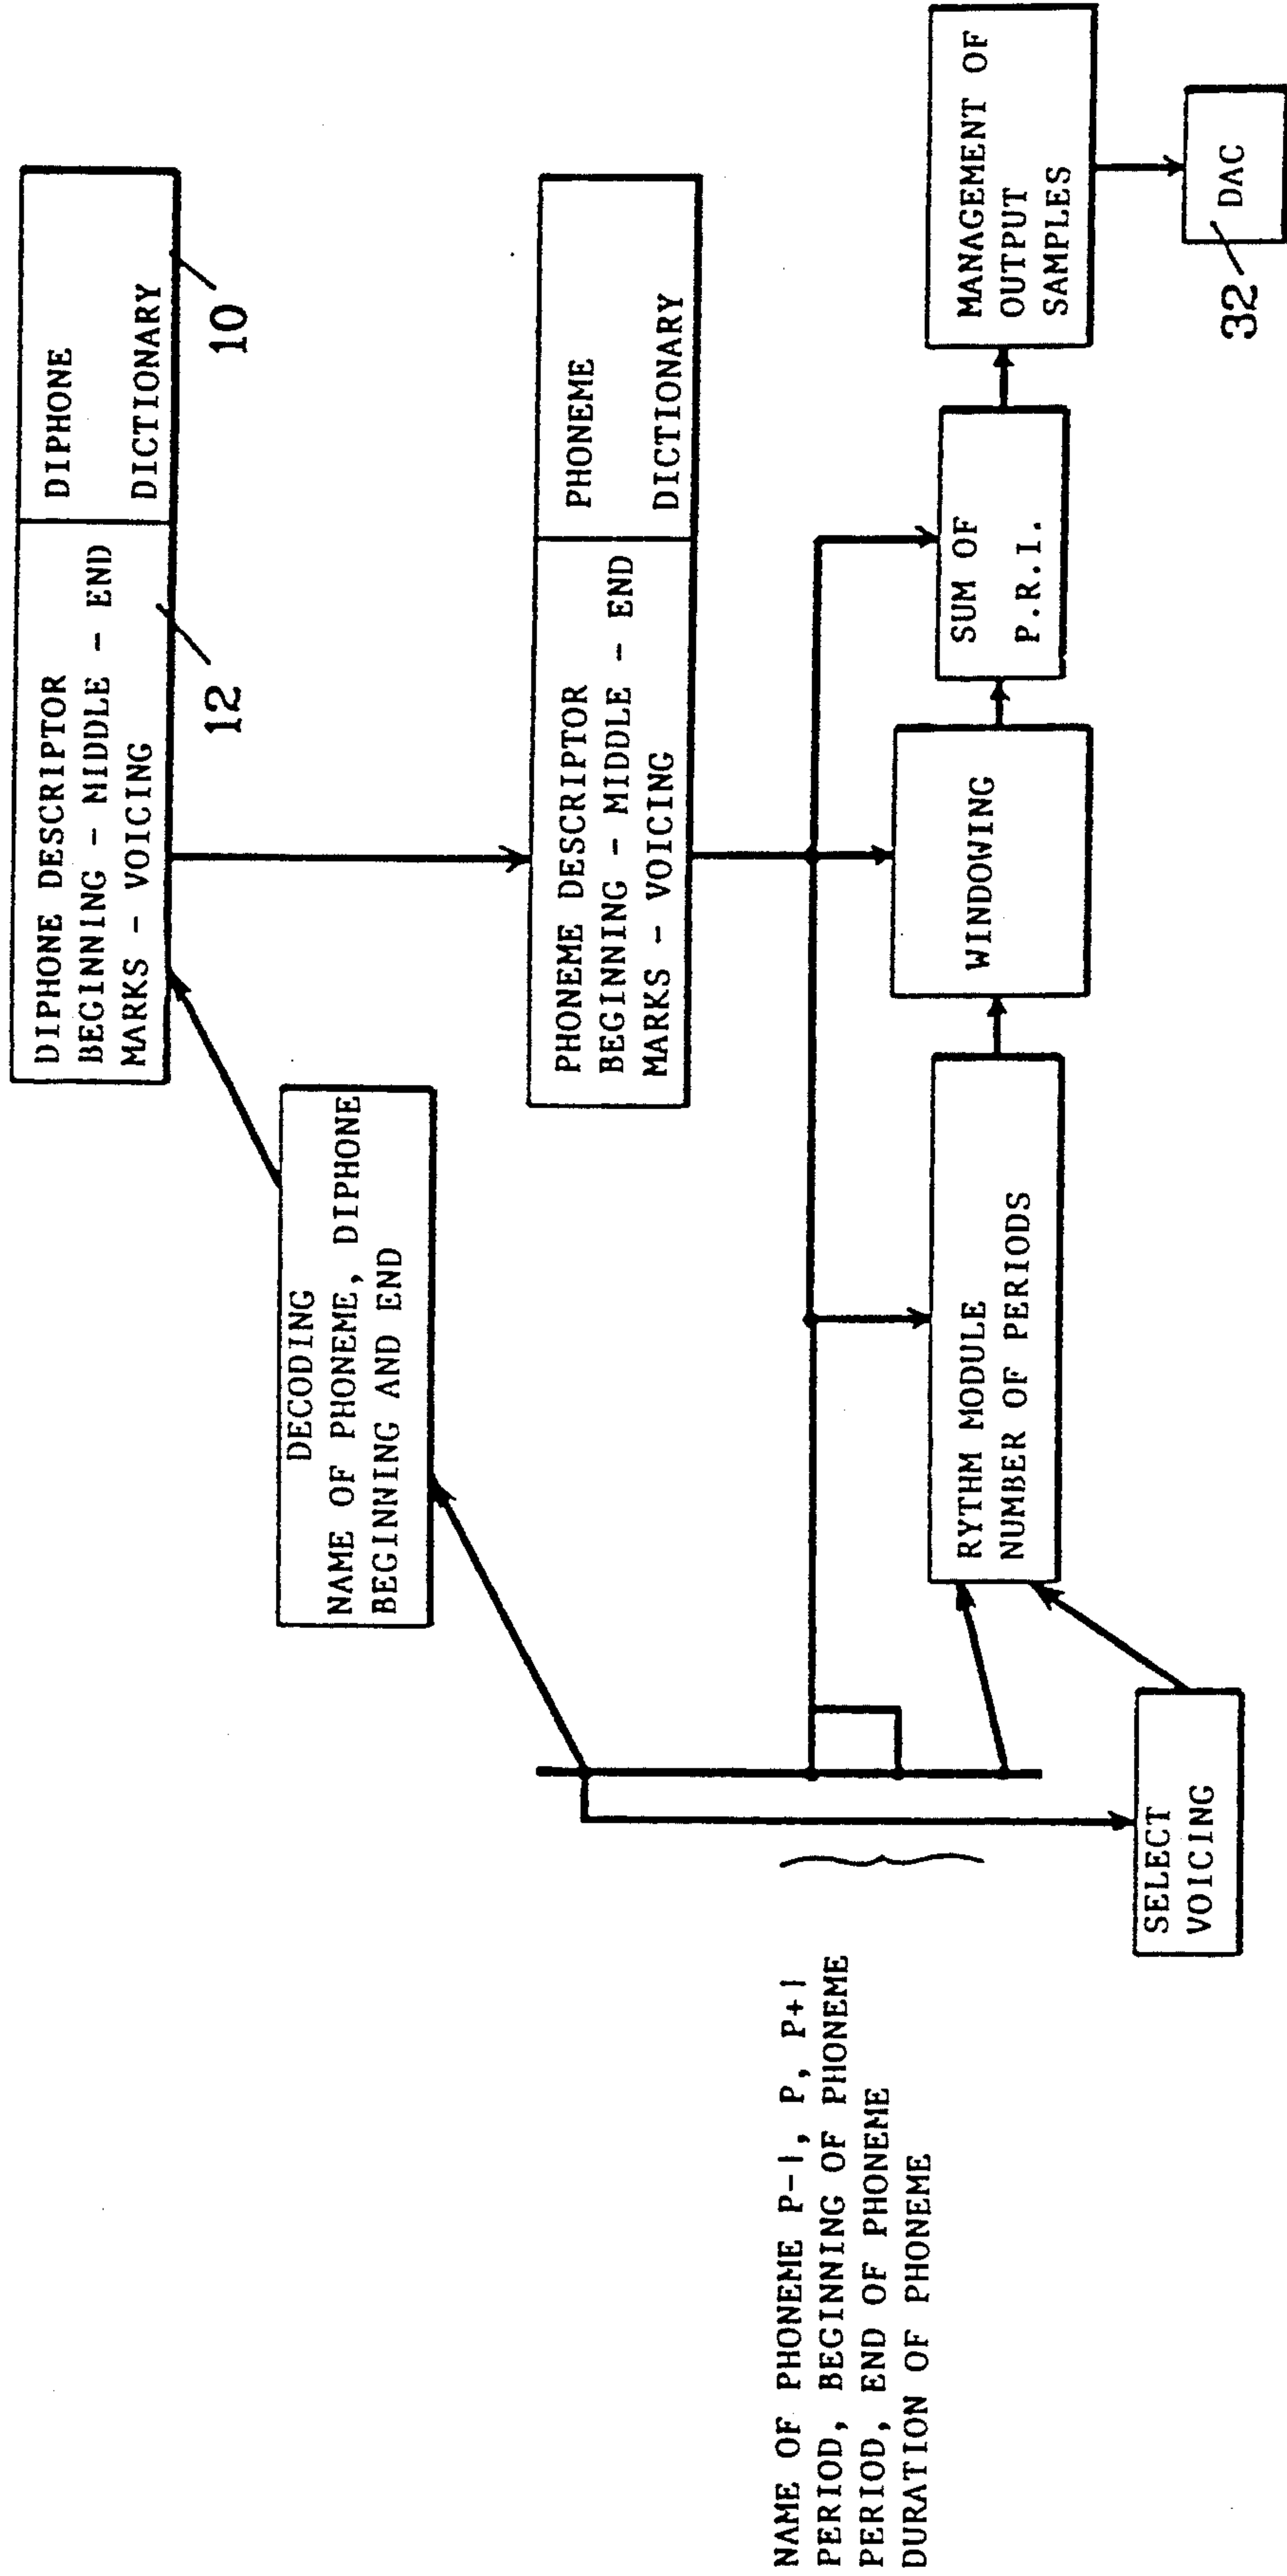 DIPHONE DESCRIPTOR
BEGINNING - MIDDLE - END
MARKS - VOICING
DIPHONE
DICTIONARY
12
10
DECODING
NAME OF PHONEME, DIPHONE
BEGINNING AND END
PHONEME DESCRIPTOR
BEGINNING - MIDDLE - END
MARKS - VOICING
PHONEME
DICTIONARY
NAME OF PHONEME P-1, P, P+1
PERIOD, BEGINNING OF PHONEME
PERIOD, END OF PHONEME
DURATION OF PHONEME
RYTHM MODULE
NUMBER OF PERIODS
WINDOWING
SUM OF
P.R.I.
MANAGEMENT OF
OUTPUT
SAMPLES
SELECT
VOICING
32
DAC